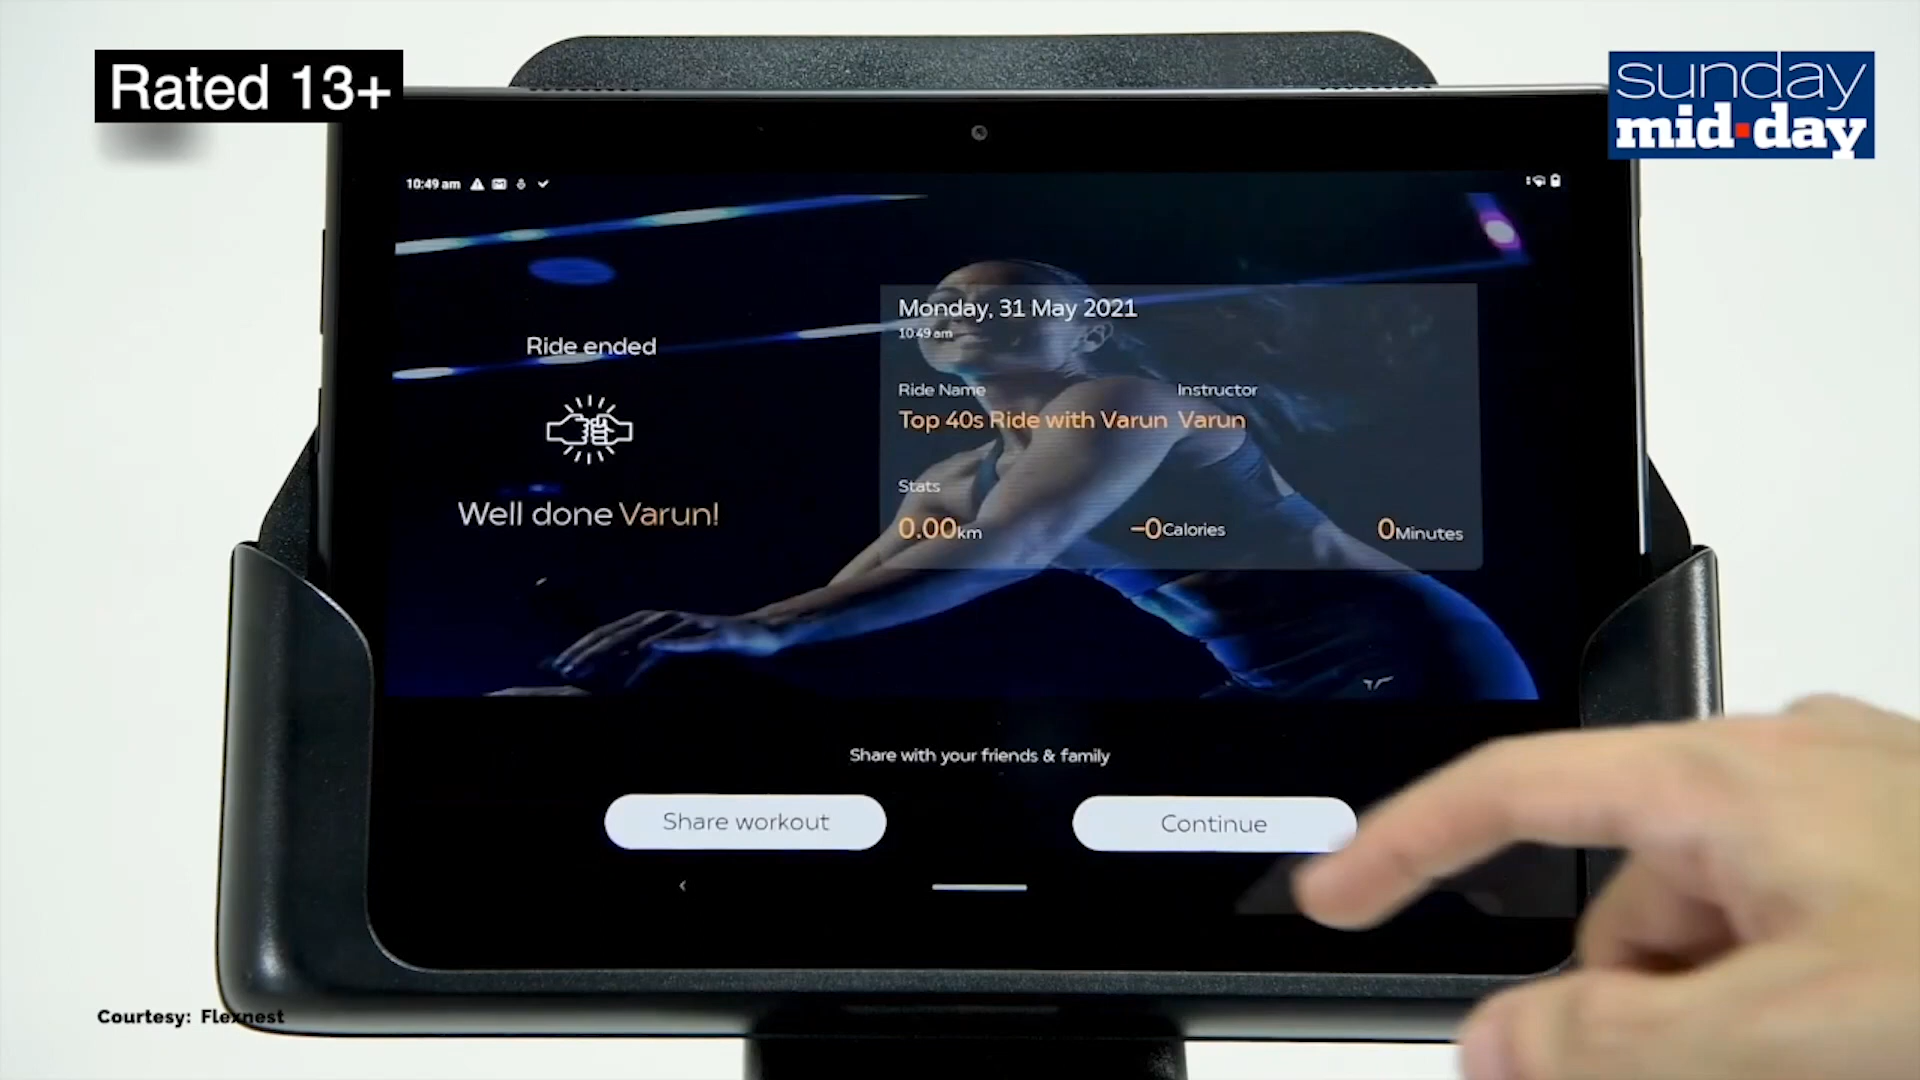 Rated 13+
sunday
mid-day
10:49 am
Ride ended
Well done Varun!
Monday, 31 May 2021
10:49 am
Ride Name
Instructor
Top 40s Ride with Varun
Varun
Stats
0.00km
-0Calories
0Minutes
Share with your friends & family
Share workout
Continue
Courtesy: Flexnest